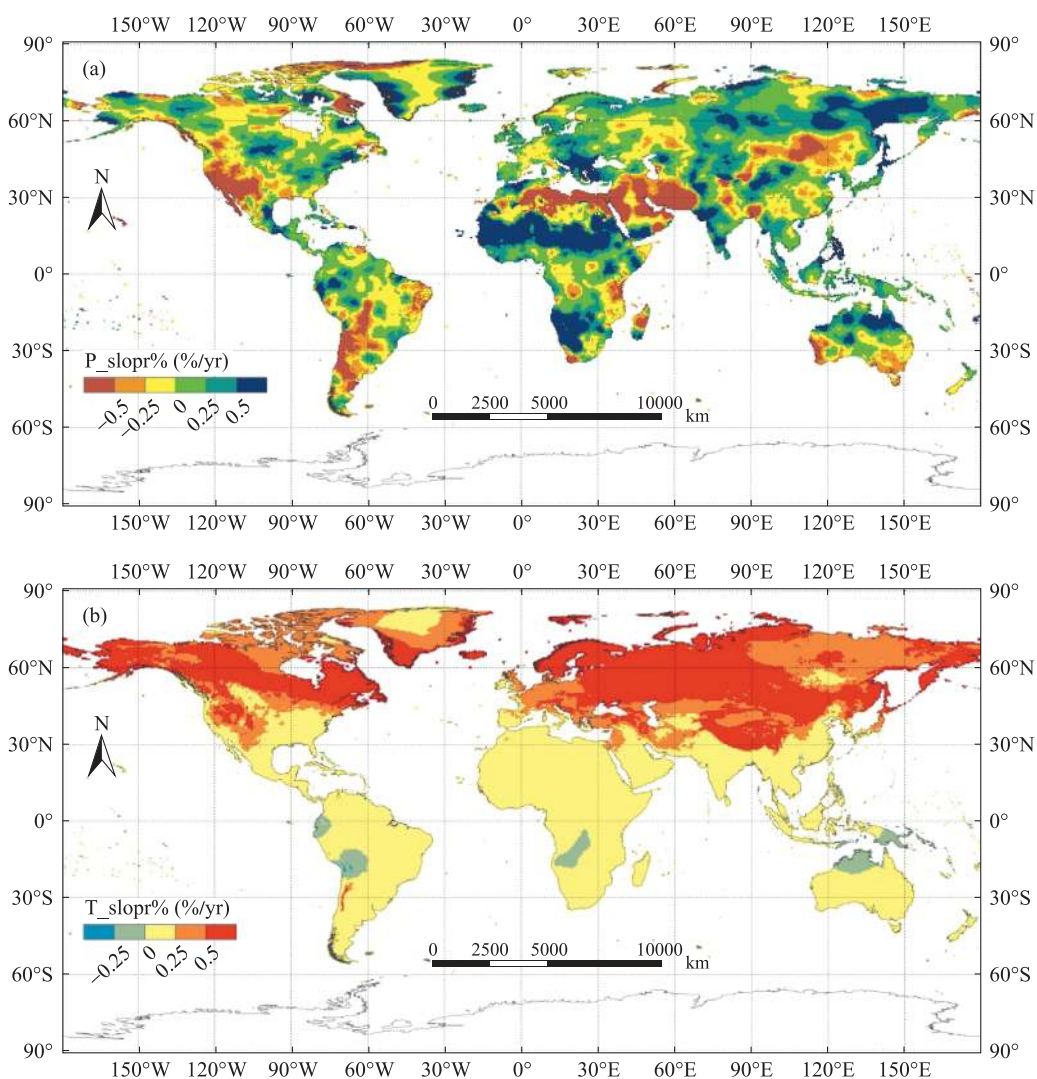 150°W 120°W 90°W 60°W 30°W 0° 30°E 60°E 90°E 120°E 150°E
90° (a) 90°
60°N 60°N
N
30°N 30°N
0° 0°
30°S 30°S
P_slopr% (%/yr)
−0.5 −0.25 0 0.25 0.5
0 2500 5000 10000 km
60°S 60°S
90° 90°
150°W 120°W 90°W 60°W 30°W 0° 30°E 60°E 90°E 120°E 150°E
150°W 120°W 90°W 60°W 30°W 0° 30°E 60°E 90°E 120°E 150°E
90° (b) 90°
60°N 60°N
N
30°N 30°N
0° 0°
30°S 30°S
T_slopr% (%/yr)
−0.25 0 0.25 0.5
0 2500 5000 10000 km
60°S 60°S
90° 90°
150°W 120°W 90°W 60°W 30°W 0° 30°E 60°E 90°E 120°E 150°E